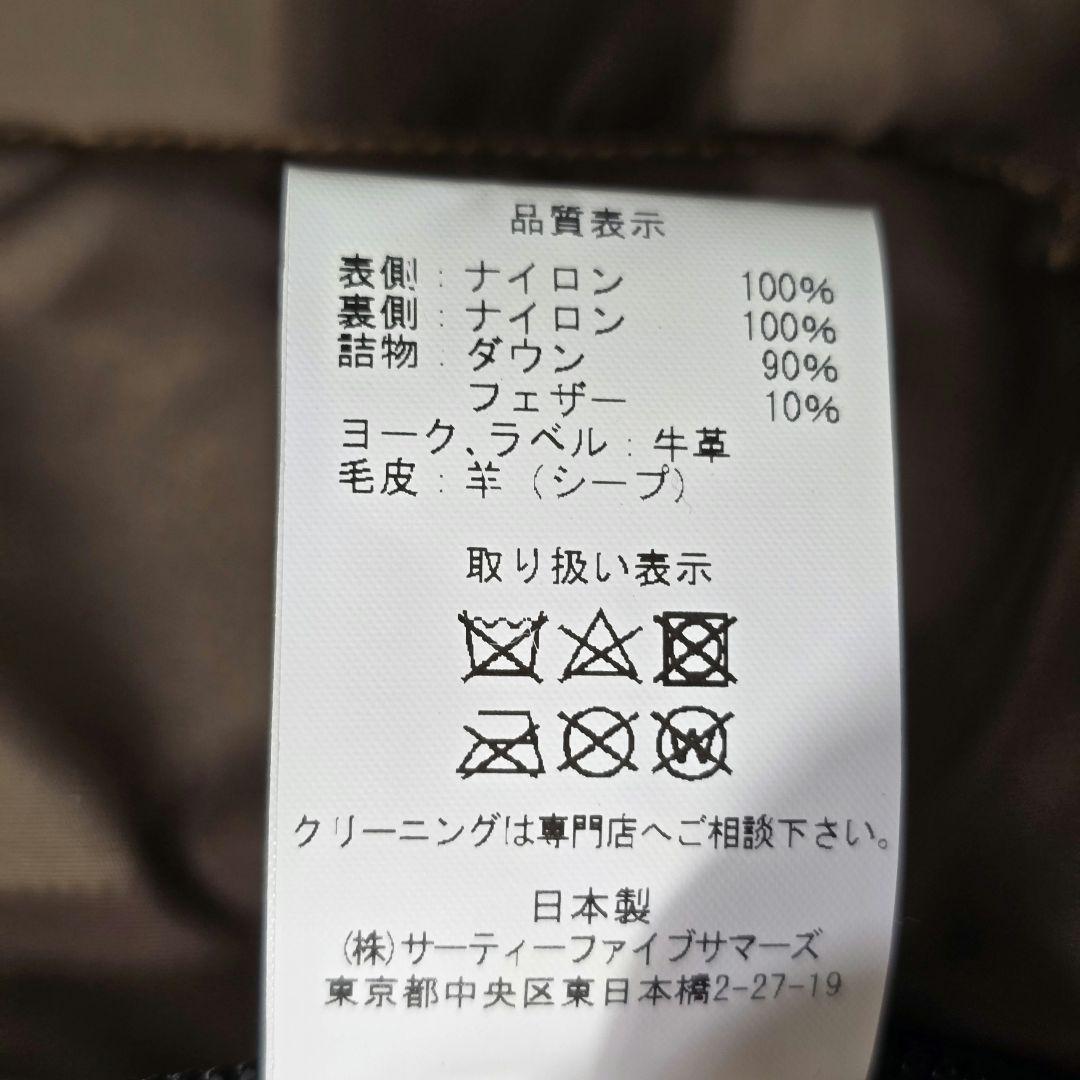 品質表示
表側：ナイロン 100%
裏側：ナイロン 100%
詰物：ダウン 90%
フェザー 10%
ヨーク、ラベル：牛革
毛皮：羊（シープ）
取り扱い表示
W
クリーニングは専門店へご相談下さい。
日本製
(株)サーティーファイブサマーズ
東京都中央区東日本橋2-27-19